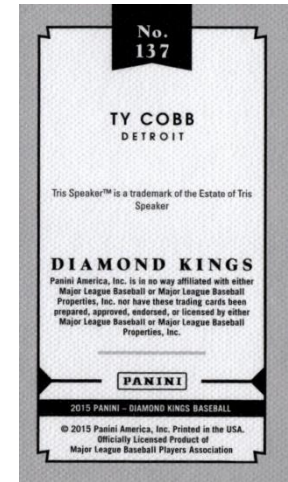 No.
137
TY COBB
DETROIT
Tris Speaker™ is a trademark of the Estate of Tris
Speaker
DIAMOND KINGS
Panini America, Inc. is in no way affiliated with either
Major League Baseball or Major League Baseball
Properties, Inc. nor have these trading cards been
prepared, approved, endorsed, or licensed by either
Major League Baseball or Major League Baseball
Properties, Inc.
PANINI
2015 PANINI – DIAMOND KINGS BASEBALL
© 2015 Panini America, Inc. Printed in the USA.
Officially Licensed Product of
Major League Baseball Players Association